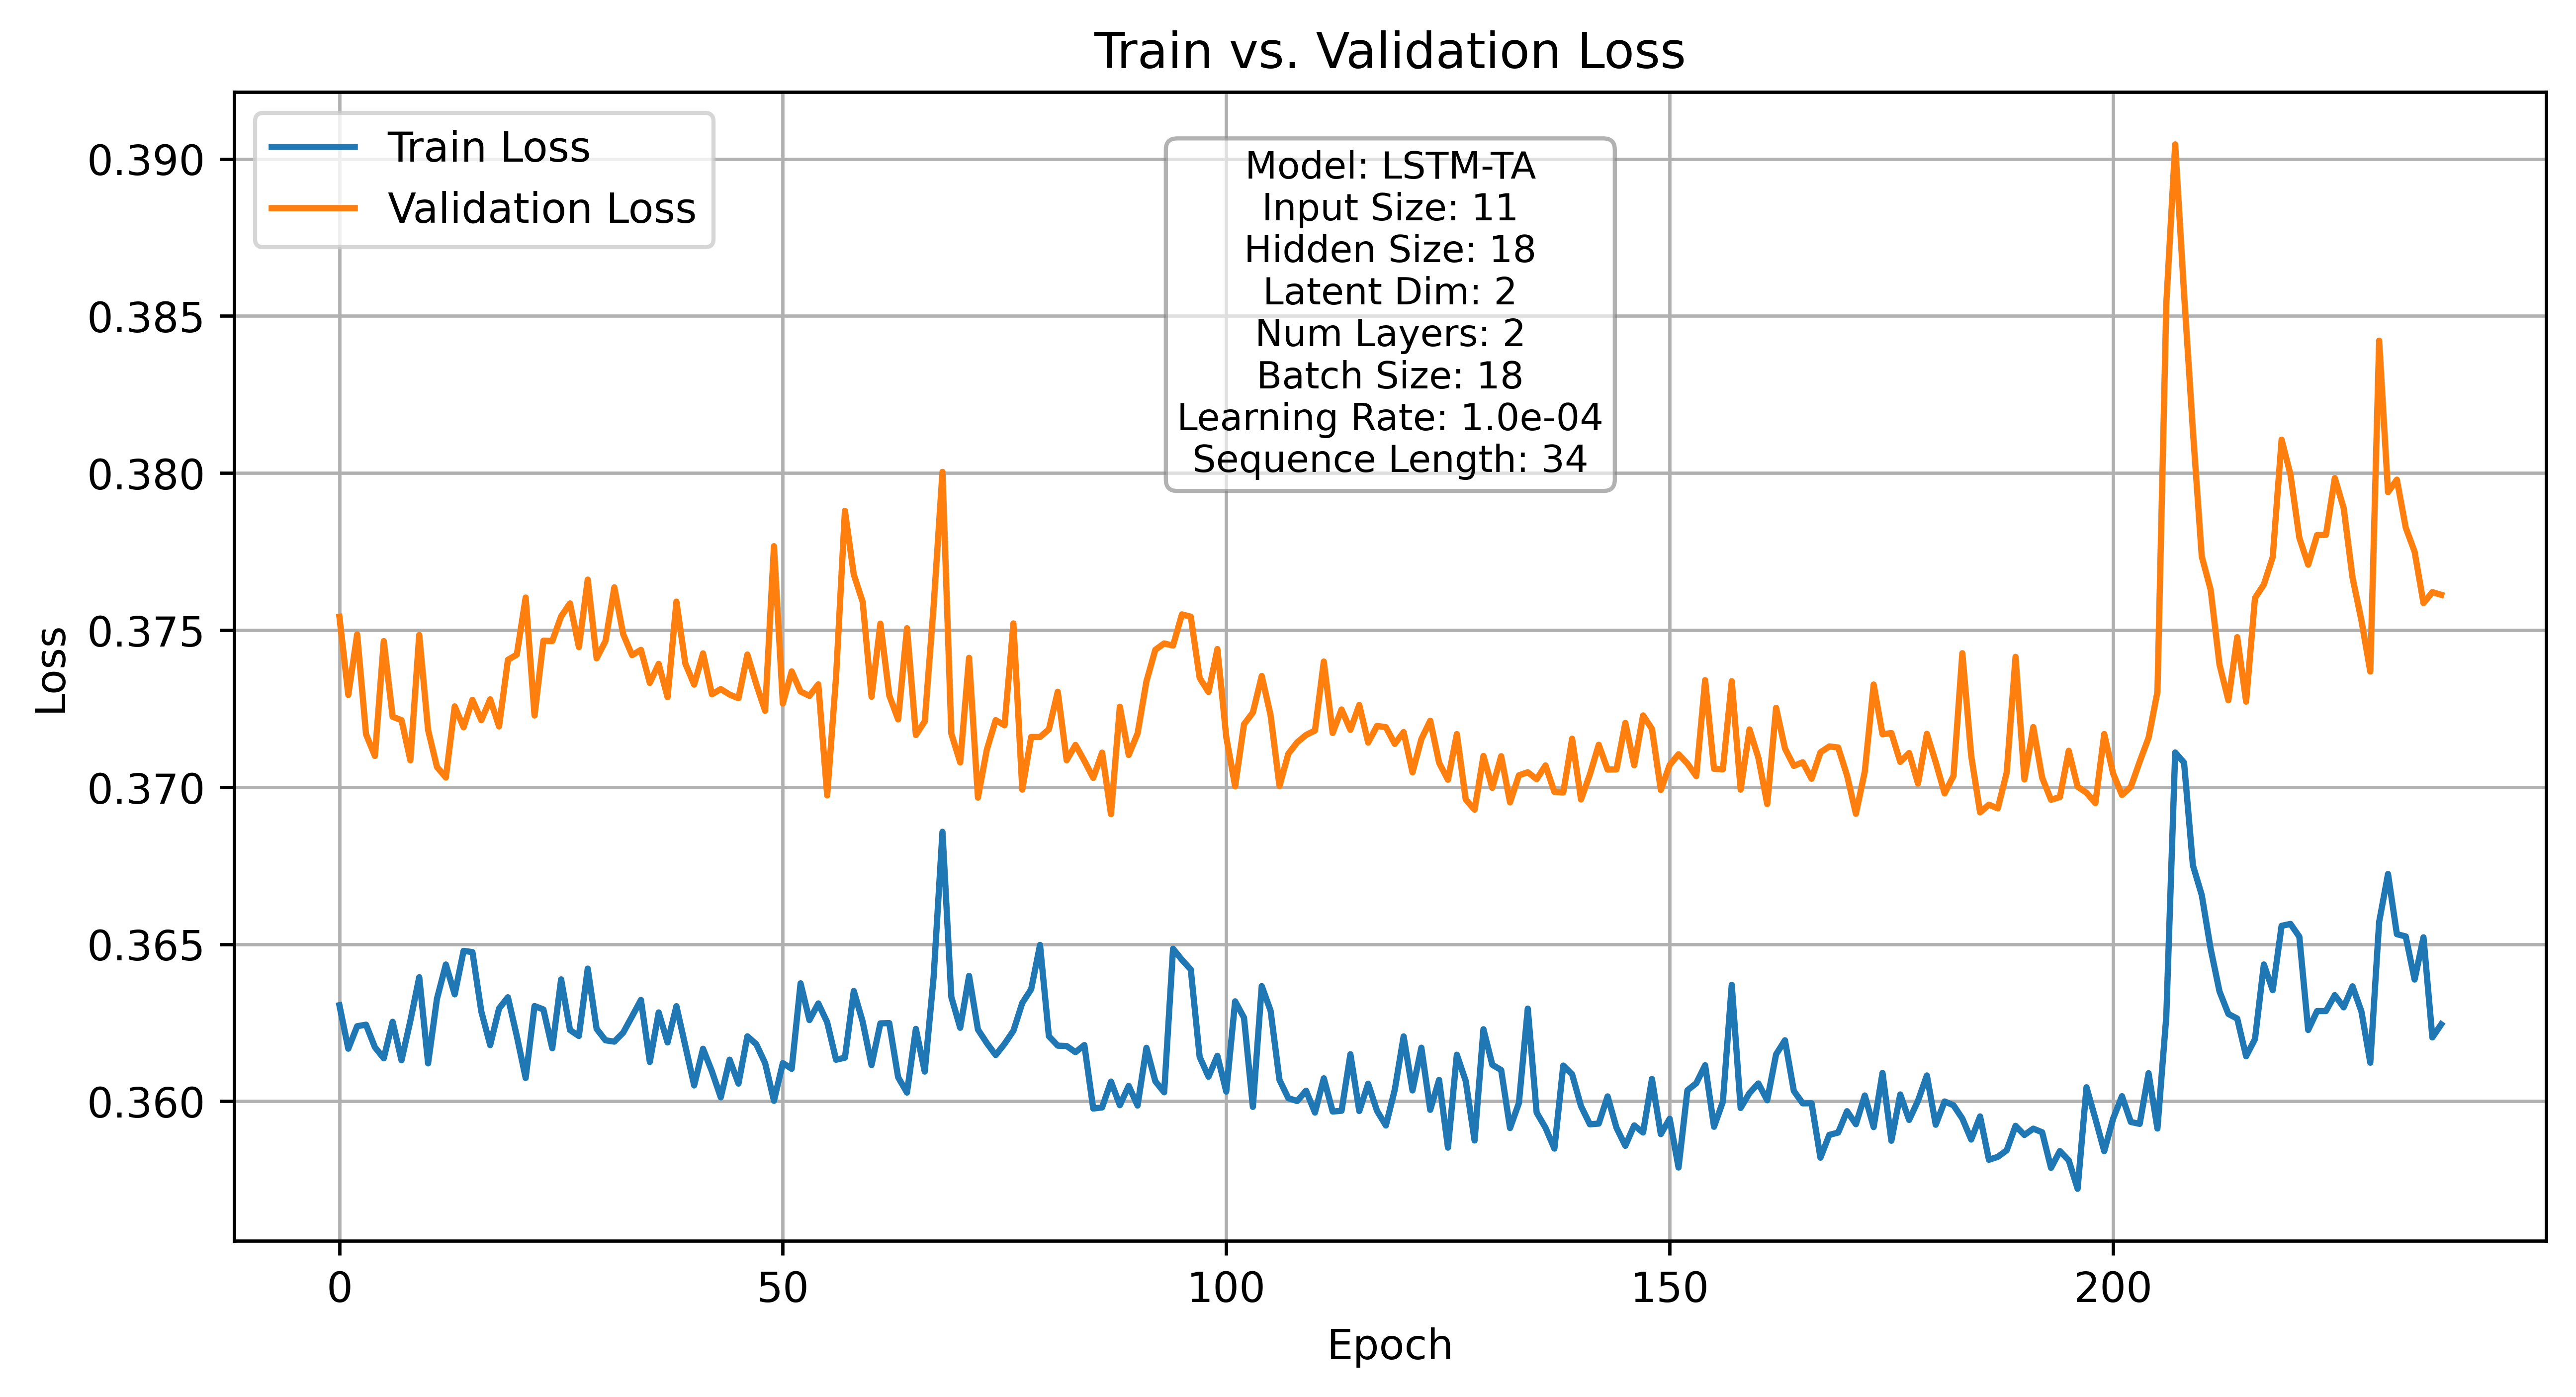 Train vs. Validation Loss
Train Loss
Validation Loss
Model: LSTM-TA
Input Size: 11
Hidden Size: 18
Latent Dim: 2
Num Layers: 2
Batch Size: 18
Learning Rate: 1.0e-04
Sequence Length: 34
Loss
0.390
0.385
0.380
0.375
0.370
0.365
0.360
0 50 100 150 200
Epoch